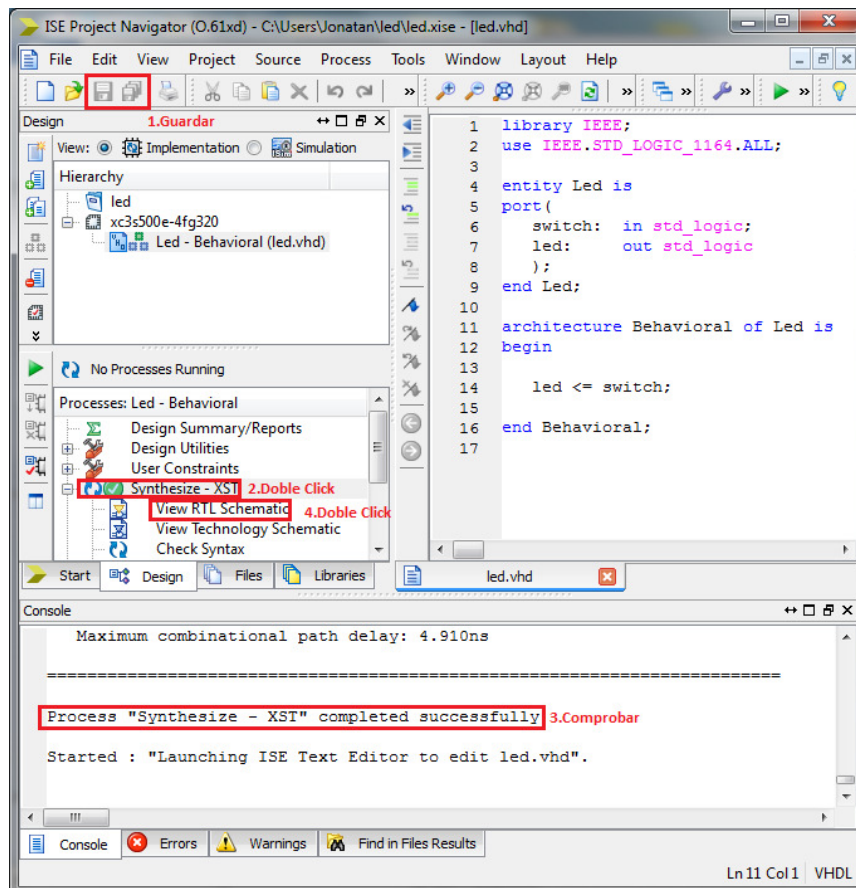 ISE Project Navigator (O.61xd) - C:\Users\Jonatan\led\led.xise - [led.vhd]
File Edit View Project Source Process Tools Window Layout Help
Design 1.Guardar
View: Implementation Simulation
Hierarchy
led
xc3s500e-4fg320
Led - Behavioral (led.vhd)
No Processes Running
Processes: Led - Behavioral
Design Summary/Reports
Design Utilities
User Constraints
Synthesize - XST 2.Doble Click
View RTL Schematic 4.Doble Click
View Technology Schematic
Check Syntax
Start Design Files Libraries
1 library IEEE;
2 use IEEE.STD_LOGIC_1164.ALL;
3
4 entity Led is
5 port(
6 switch: in std_logic;
7 led: out std_logic
8 );
9 end Led;
10
11 architecture Behavioral of Led is
12 begin
13
14 led <= switch;
15
16 end Behavioral;
17
led.vhd
Console
Maximum combinational path delay: 4.910ns
=========================================================================
Process "Synthesize - XST" completed successfully 3.Comprobar
Started : "Launching ISE Text Editor to edit led.vhd".
Console Errors Warnings Find in Files Results
Ln 11 Col 1 VHDL